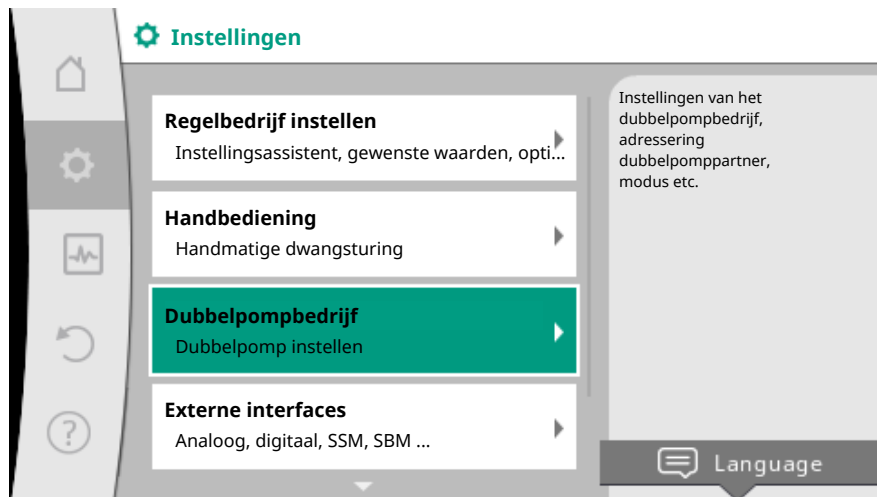 Instellingen
Regelbedrijf instellen
Instellingsassistent, gewenste waarden, opti...
Handbediening
Handmatige dwangsturing
Dubbelpompbedrijf
Dubbelpomp instellen
Externe interfaces
Analoog, digitaal, SSM, SBM ...
Instellingen van het
dubbelpompbedrijf,
adressering
dubbelpomppartner,
modus etc.
?
Language